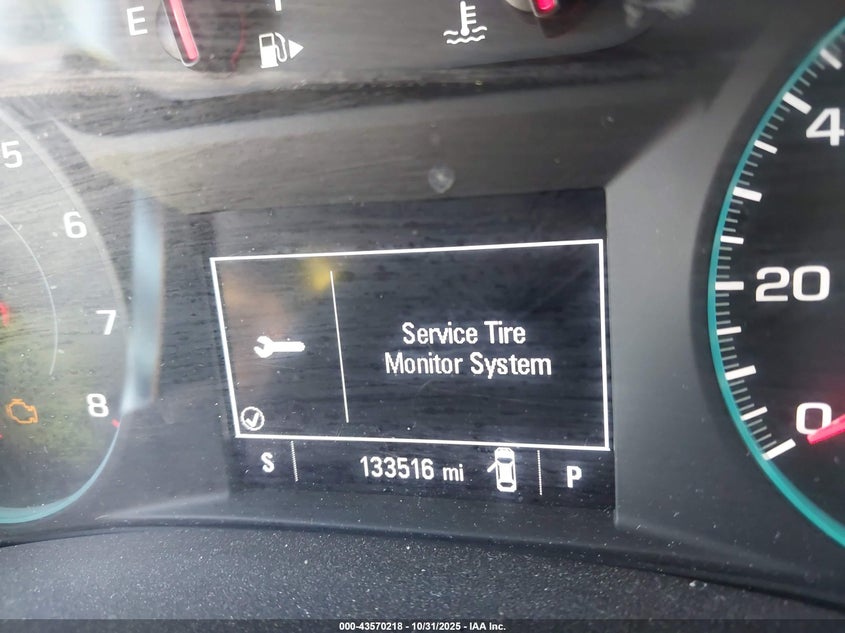 E
5
6
7
8
Service Tire
Monitor System
S
133516 mi
P
4
20
0
000-43570218 - 10/31/2025 - IAA Inc.